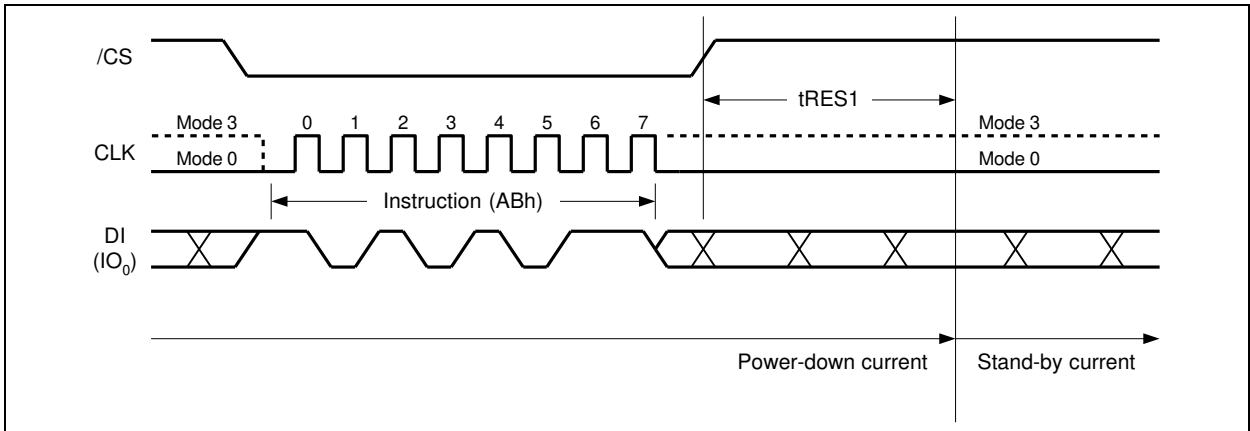 /CS
tRES1
Mode 3 0 1 2 3 4 5 6 7 Mode 3
CLK
Mode 0 Mode 0
Instruction (ABh)
DI
(IO0)
Power-down current Stand-by current